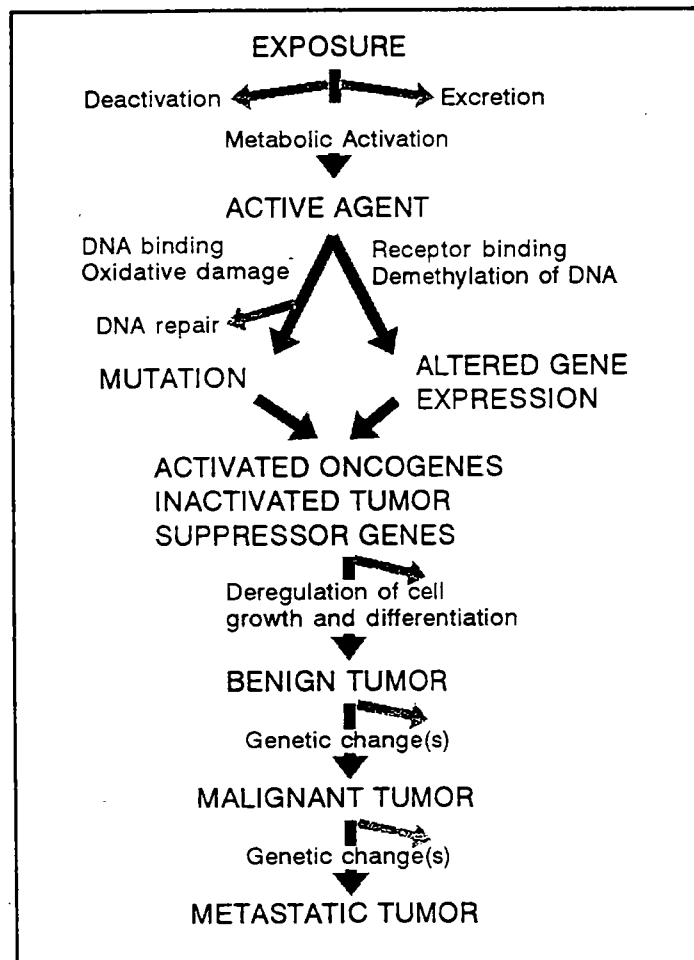 EXPOSURE
Deactivation
Excretion
Metabolic Activation
ACTIVE AGENT
DNA binding
Oxidative damage
Receptor binding
Demethylation of DNA
DNA repair
MUTATION
ALTERED GENE
EXPRESSION
ACTIVATED ONCOGENES
INACTIVATED TUMOR
SUPPRESSOR GENES
Deregulation of cell
growth and differentiation
BENIGN TUMOR
Genetic change(s)
MALIGNANT TUMOR
Genetic change(s)
METASTATIC TUMOR